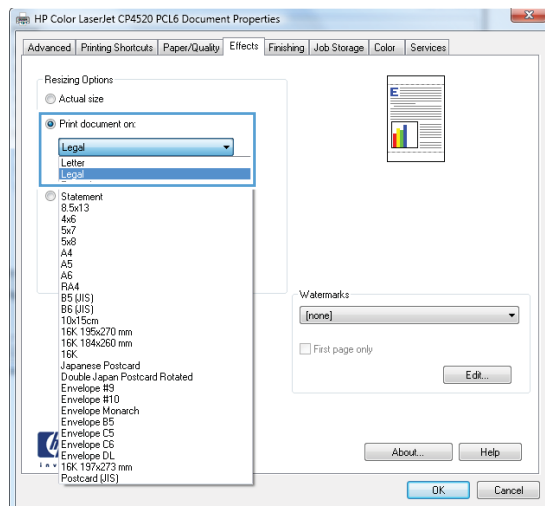 HP Color LaserJet CP4520 PCL6 Document Properties
Advanced Printing Shortcuts Paper/Quality Effects Finishing Job Storage Color Services
Resizing Options
Actual size
E
Print document on:
Legal
Letter
Legal
Statement
8.5x13
4x6
5x7
5x8
A4
A5
A6
RA4
B5 (JIS)
B6 (JIS)
10x15cm
16K 195x270 mm
16K 184x260 mm
16K
Japanese Postcard
Double Japan Postcard Rotated
Envelope #9
Envelope #10
Envelope Monarch
Envelope B5
Envelope C5
Envelope C6
Envelope DL
16K 197x273 mm
Postcard (JIS)
Watermarks
[none]
First page only
Edit...
i n v
About... Help
OK Cancel